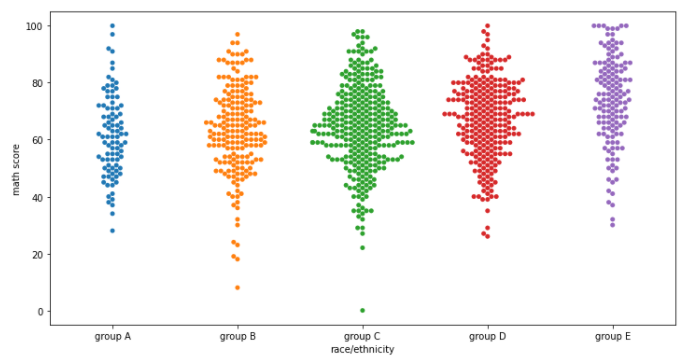 100
80
60
40
20
0
math score
group A
group B
group C
group D
group E
race/ethnicity